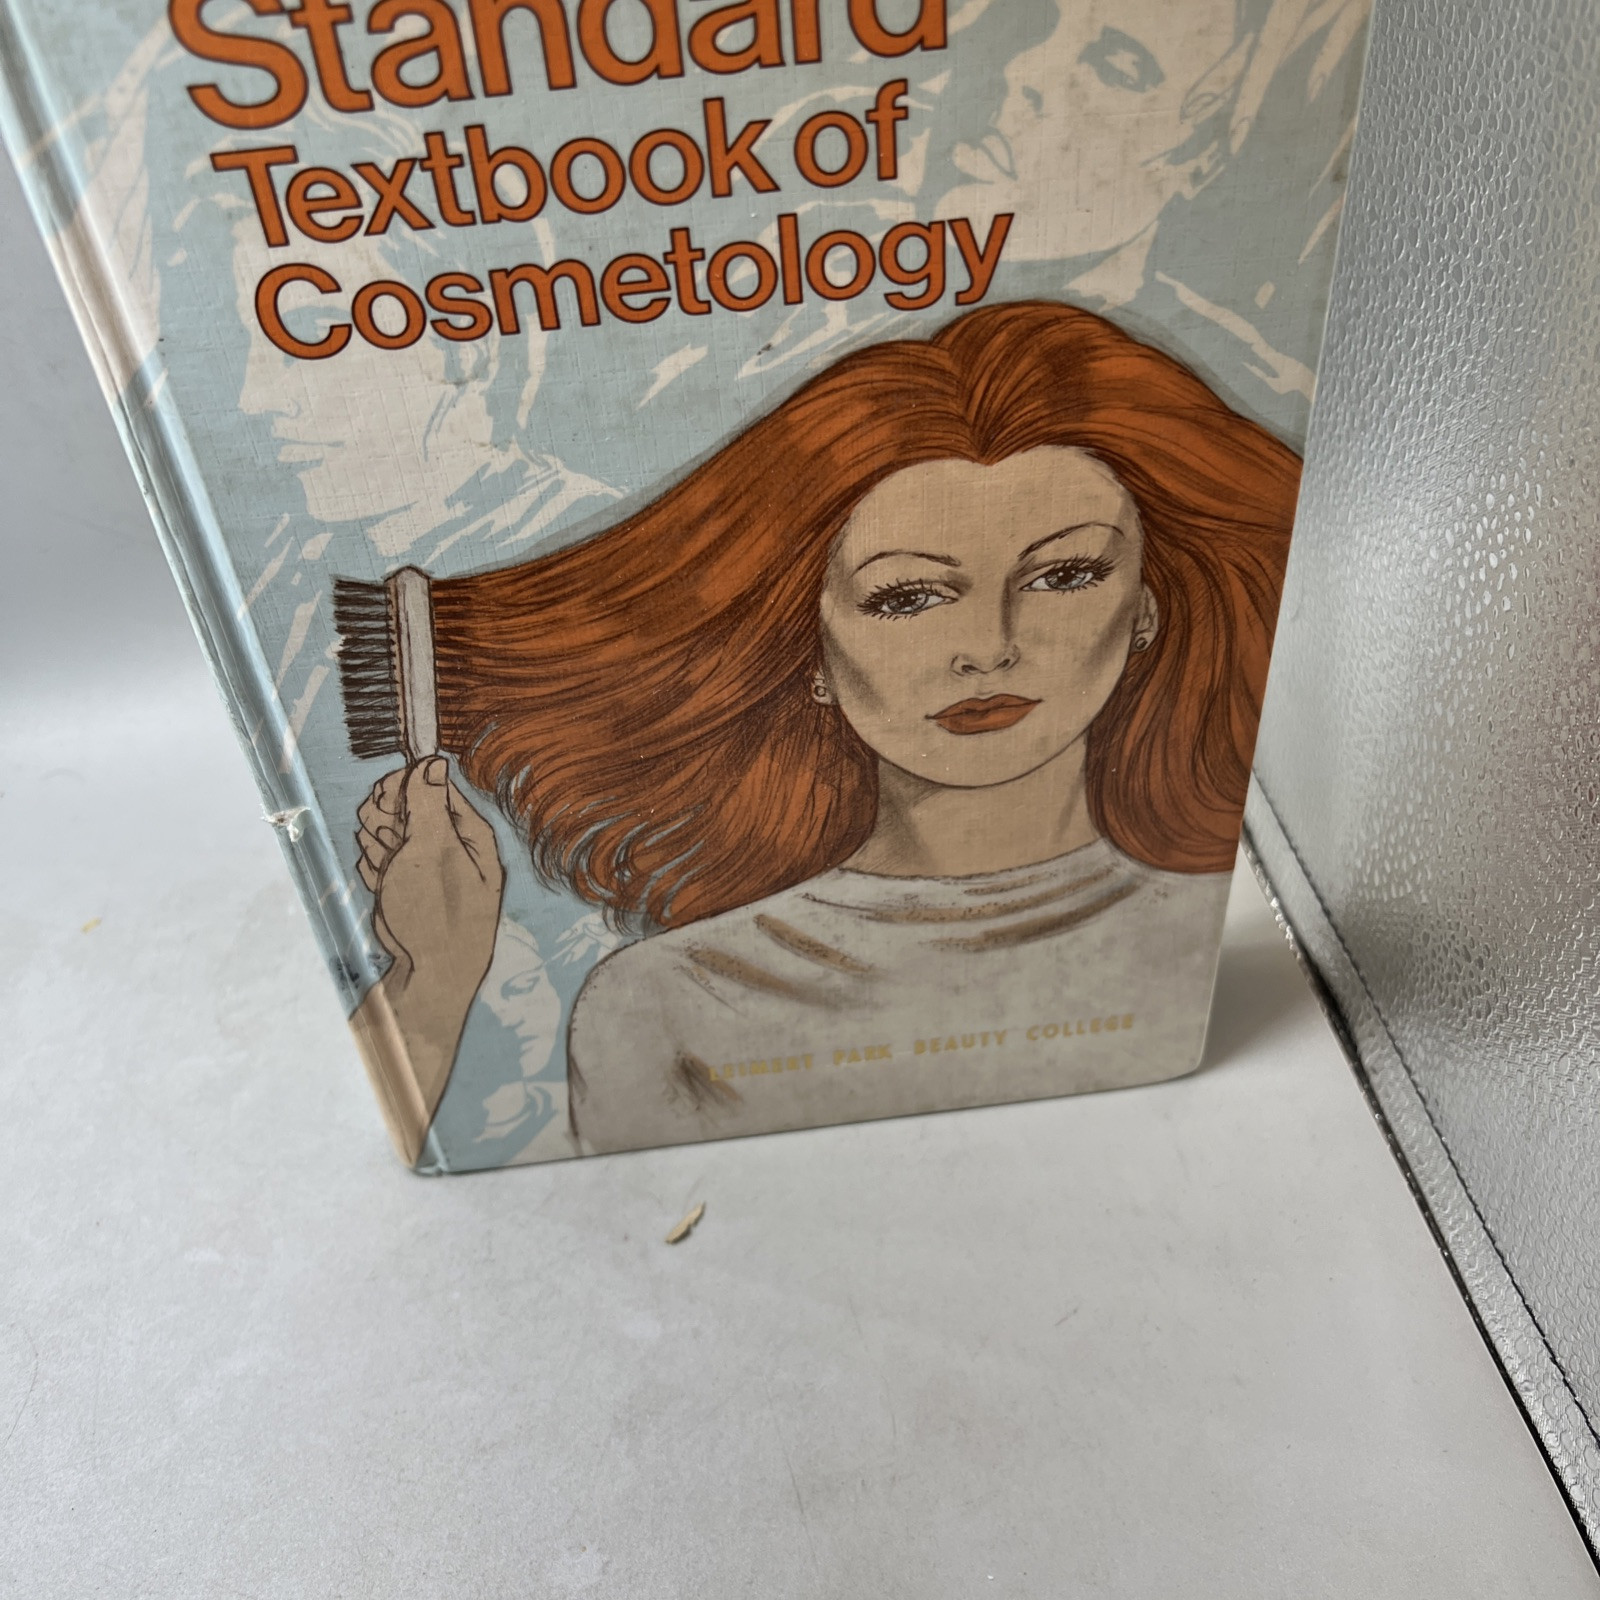 Standard
Textbook of
Cosmetology
LEIMERT PARK BEAUTY COLLEGE